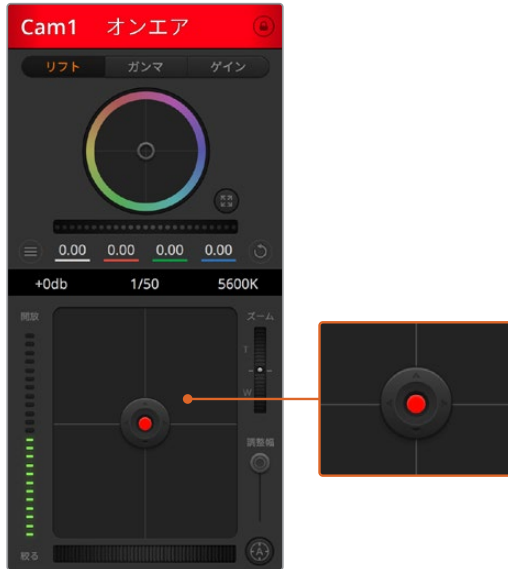 Cam1 オンエア
リフト ガンマ ゲイン
0.00 0.00 0.00 0.00
+0db 1/50 5600K
開放 ズーム
T
W
調整幅
絞る A